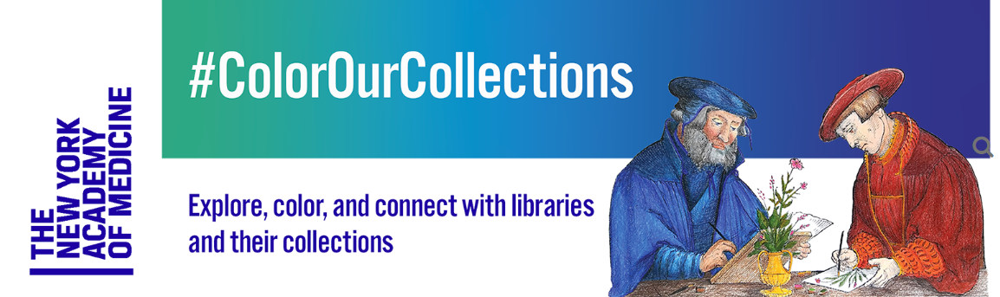 THE
NEW YORK
ACADEMY
OF MEDICINE
#ColorOurCollections
Explore, color, and connect with libraries
and their collections